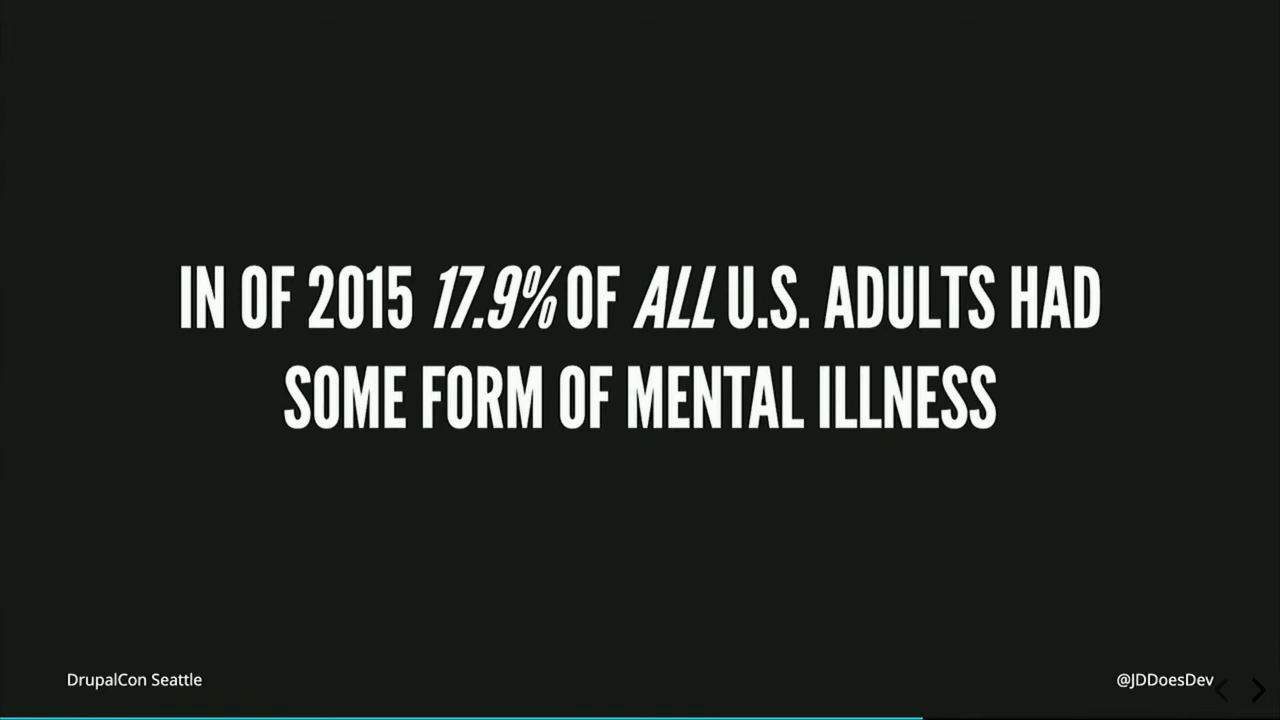 IN OF 2015 17.9% OF ALL U.S. ADULTS HAD
SOME FORM OF MENTAL ILLNESS
DrupalCon Seattle
@JDDoesDev